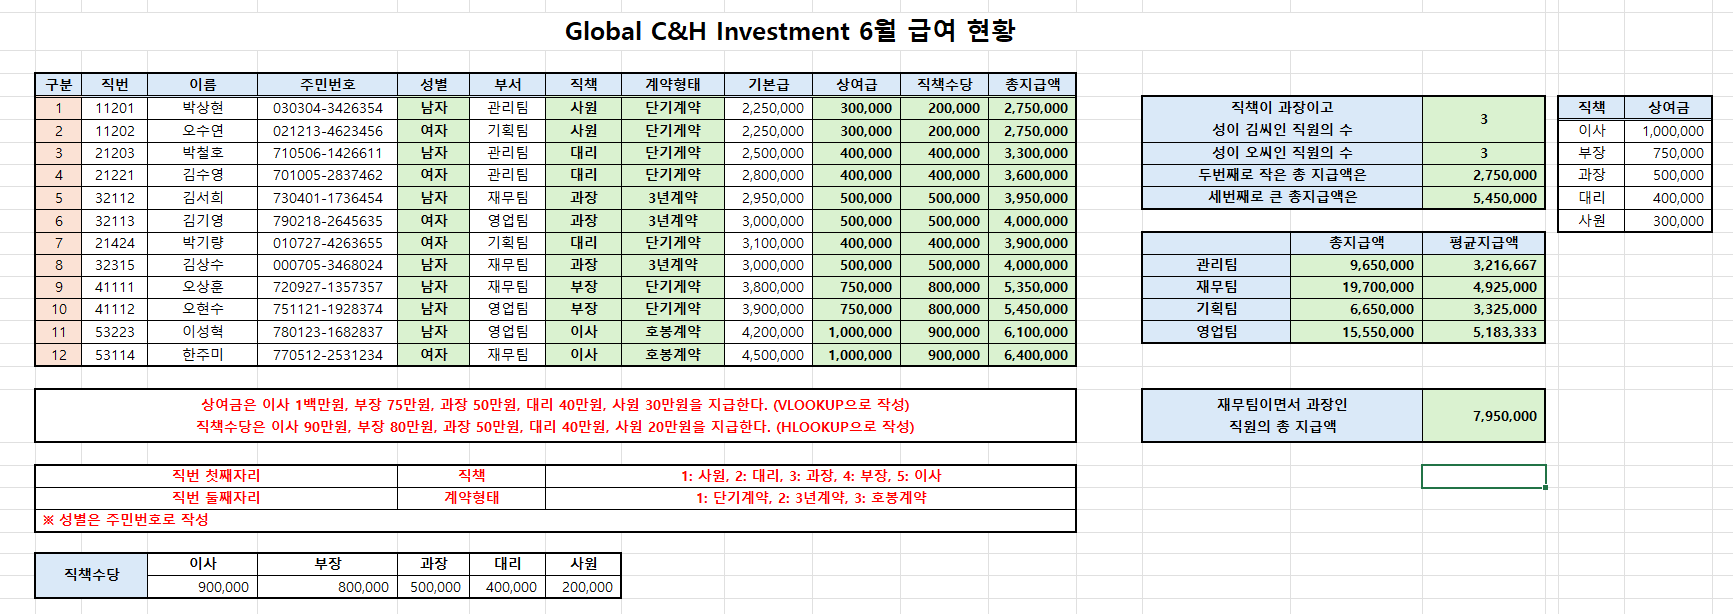 Global C&H Investment 6월 급여 현황
구분 직번 이름 주민번호 성별 부서 직책 계약형태 기본급 상여급 직책수당 총지급액
1 11201 박상현 030304-3426354 남자 관리팀 사원 단기계약 2,250,000 300,000 200,000 2,750,000
2 11202 오수연 021213-4623456 여자 기획팀 사원 단기계약 2,250,000 300,000 200,000 2,750,000
3 21203 박철호 710506-1426611 남자 관리팀 대리 단기계약 2,500,000 400,000 400,000 3,300,000
4 21221 김수영 701005-2837462 여자 관리팀 대리 단기계약 2,800,000 400,000 400,000 3,600,000
5 32112 김서희 730401-1736454 남자 재무팀 과장 3년계약 2,950,000 500,000 500,000 3,950,000
6 32113 김기영 790218-2645635 여자 영업팀 과장 3년계약 3,000,000 500,000 500,000 4,000,000
7 21424 박기량 010727-4263655 여자 기획팀 대리 단기계약 3,100,000 400,000 400,000 3,900,000
8 32315 김상수 000705-3468024 남자 재무팀 과장 3년계약 3,000,000 500,000 500,000 4,000,000
9 41111 오상훈 720927-1357357 남자 재무팀 부장 단기계약 3,800,000 750,000 800,000 5,350,000
10 41112 오현수 751121-1928374 남자 영업팀 부장 단기계약 3,900,000 750,000 800,000 5,450,000
11 53223 이성혁 780123-1682837 남자 영업팀 이사 호봉계약 4,200,000 1,000,000 900,000 6,100,000
12 53114 한주미 770512-2531234 여자 재무팀 이사 호봉계약 4,500,000 1,000,000 900,000 6,400,000
직책이 과장이고
성이 김씨인 직원의 수 3
성이 오씨인 직원의 수 3
두번째로 작은 총 지급액은 2,750,000
세번째로 큰 총지급액은 5,450,000
직책 상여금
이사 1,000,000
부장 750,000
과장 500,000
대리 400,000
사원 300,000
총지급액 평균지급액
관리팀 9,650,000 3,216,667
재무팀 19,700,000 4,925,000
기획팀 6,650,000 3,325,000
영업팀 15,550,000 5,183,333
상여금은 이사 1백만원, 부장 75만원, 과장 50만원, 대리 40만원, 사원 30만원을 지급한다. (VLOOKUP으로 작성)
직책수당은 이사 90만원, 부장 80만원, 과장 50만원, 대리 40만원, 사원 20만원을 지급한다. (HLOOKUP으로 작성)
재무팀이면서 과장인
직원의 총 지급액 7,950,000
직번 첫째자리 직책 1: 사원, 2: 대리, 3: 과장, 4: 부장, 5: 이사
직번 둘째자리 계약형태 1: 단기계약, 2: 3년계약, 3: 호봉계약
※ 성별은 주민번호로 작성
직책수당 이사 부장 과장 대리 사원
900,000 800,000 500,000 400,000 200,000